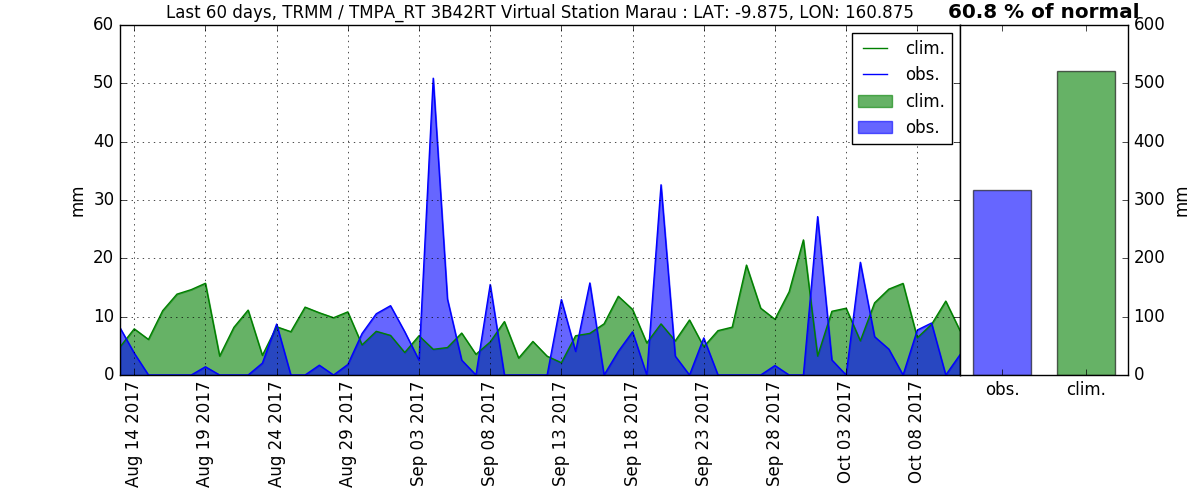 Last 60 days, TRMM / TMPA_RT 3B42RT Virtual Station Marau : LAT: -9.875, LON: 160.875
60.8 % of normal
60
50
40
30
20
10
0
mm
clim.
obs.
clim.
obs.
600
500
400
300
200
100
0
mm
Aug 14 2017
Aug 19 2017
Aug 24 2017
Aug 29 2017
Sep 03 2017
Sep 08 2017
Sep 13 2017
Sep 18 2017
Sep 23 2017
Sep 28 2017
Oct 03 2017
Oct 08 2017
obs.
clim.